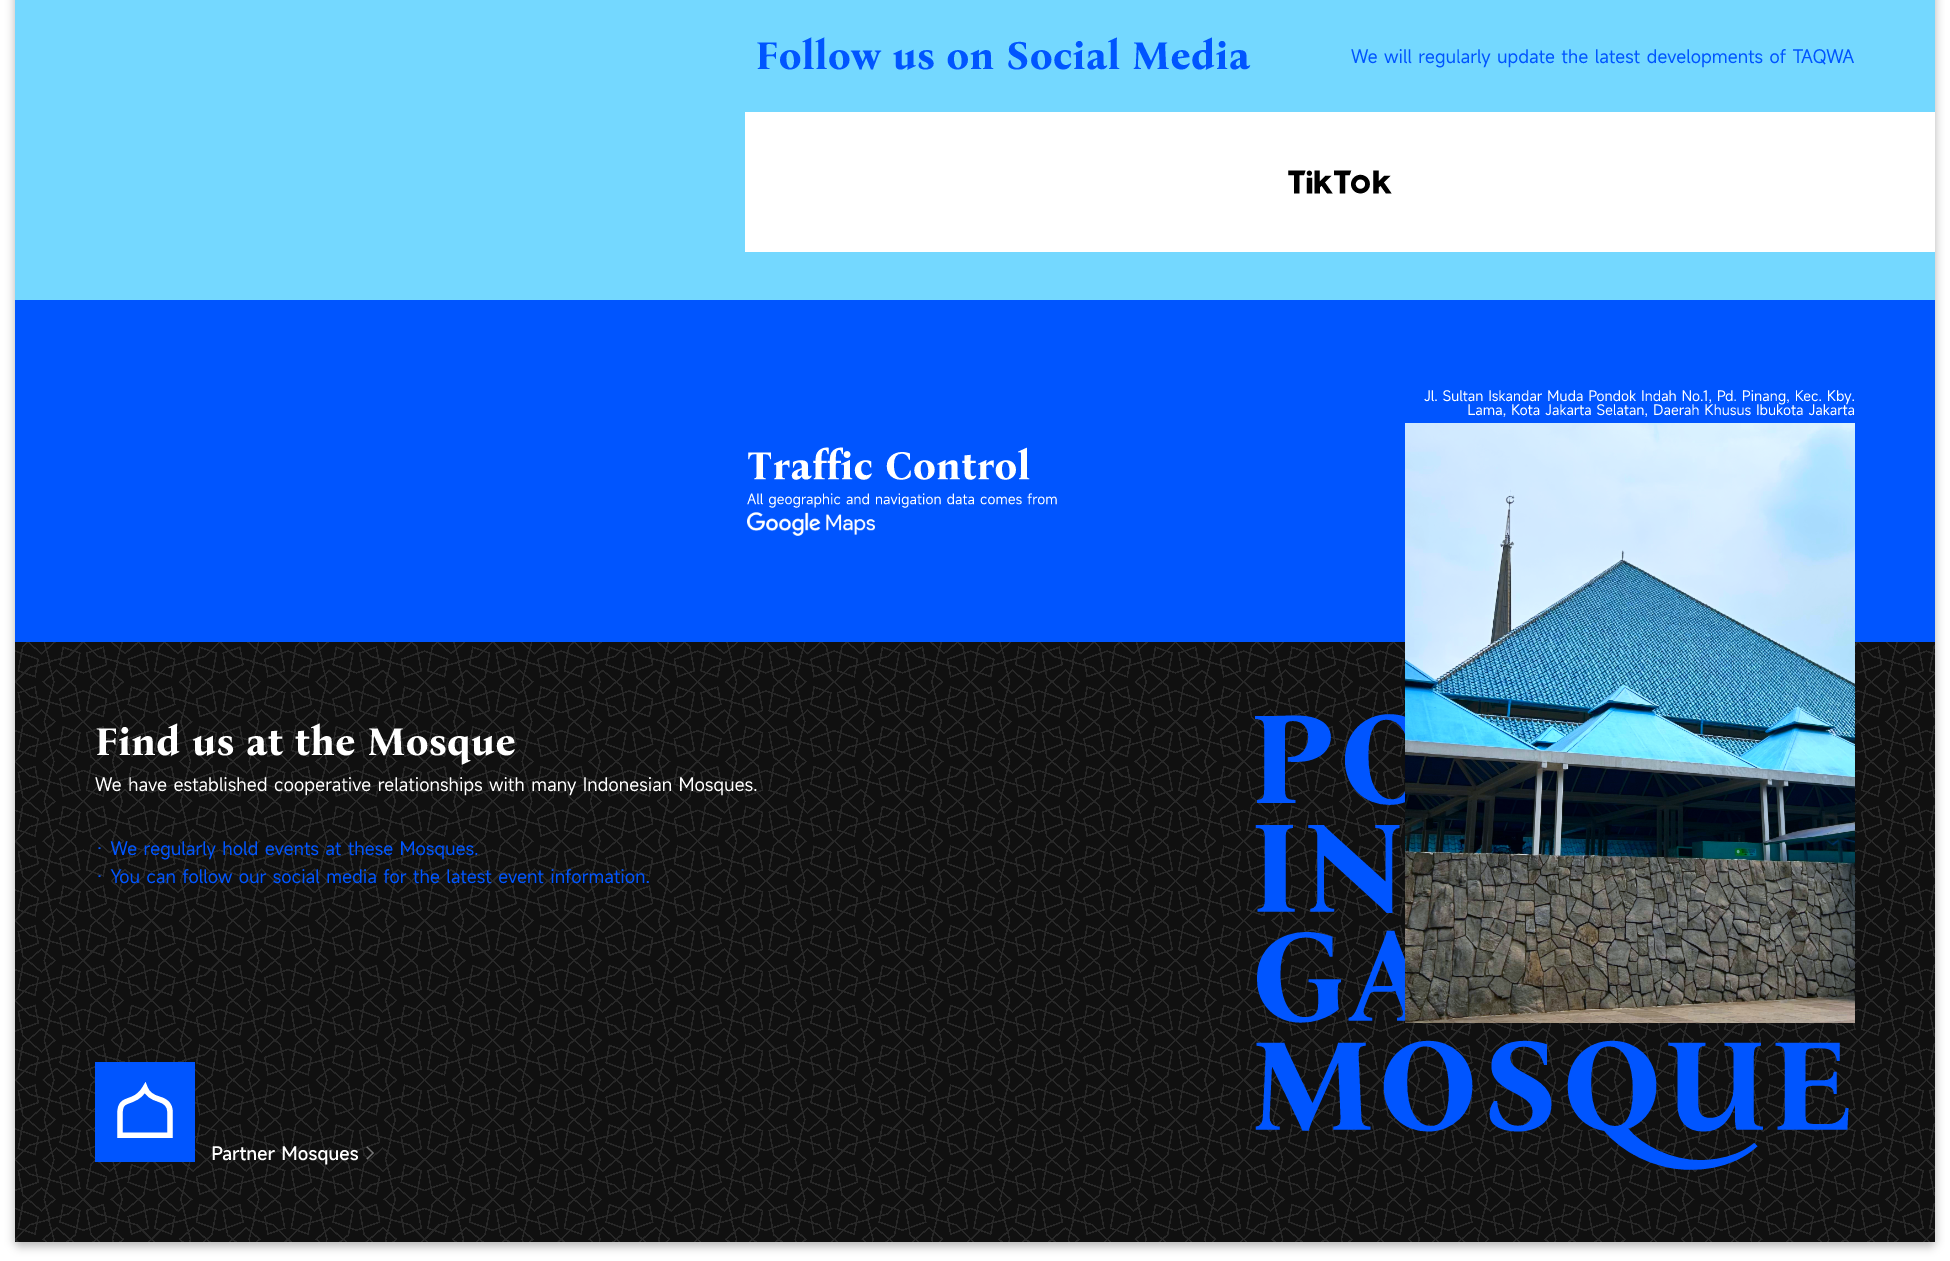 Follow us on Social Media
We will regularly update the latest developments of TAQWA
TikTok
Jl. Sultan Iskandar Muda Pondok Indah No.1, Pd. Pinang, Kec. Kby.
Lama, Kota Jakarta Selatan, Daerah Khusus Ibukota Jakarta
Traffic Control
All geographic and navigation data comes from
Google Maps
Find us at the Mosque
We have established cooperative relationships with many Indonesian Mosques.
· We regularly hold events at these Mosques.
· You can follow our social media for the latest event information.
Partner Mosques >
IN
MOSQUE